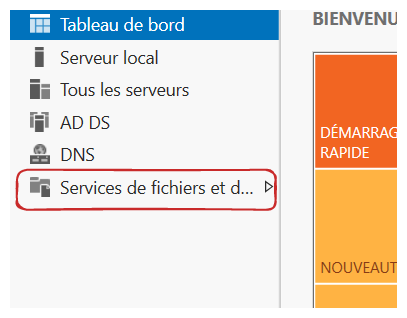 Tableau de bord
Serveur local
Tous les serveurs
AD DS
DNS
Services de fichiers et d...
BIENVENU
DÉMARRAG
RAPIDE
NOUVEAUT